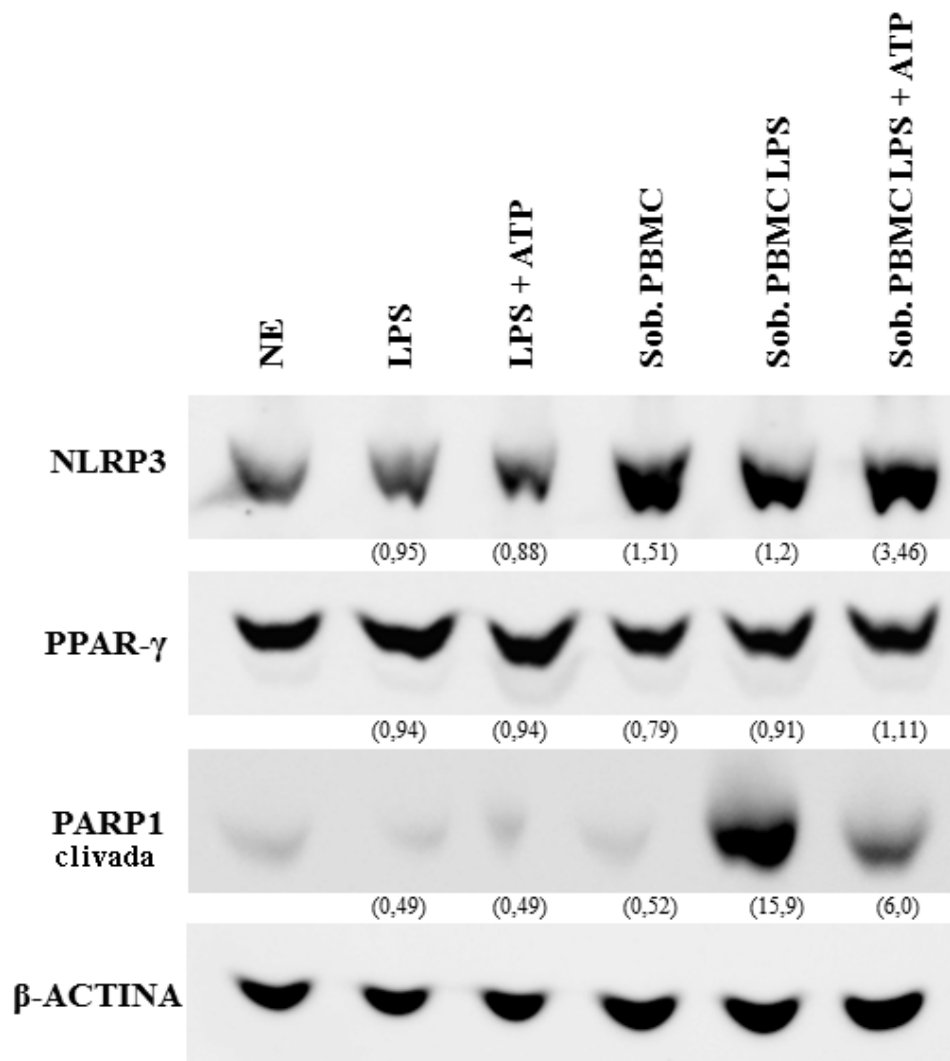 NE
LPS
LPS + ATP
Sob. PBMC
Sob. PBMC LPS
Sob. PBMC LPS + ATP
NLRP3
(0,95) (0,88) (1,51) (1,2) (3,46)
PPAR-γ
(0,94) (0,94) (0,79) (0,91) (1,11)
PARP1
clivada
(0,49) (0,49) (0,52) (15,9) (6,0)
β-ACTINA